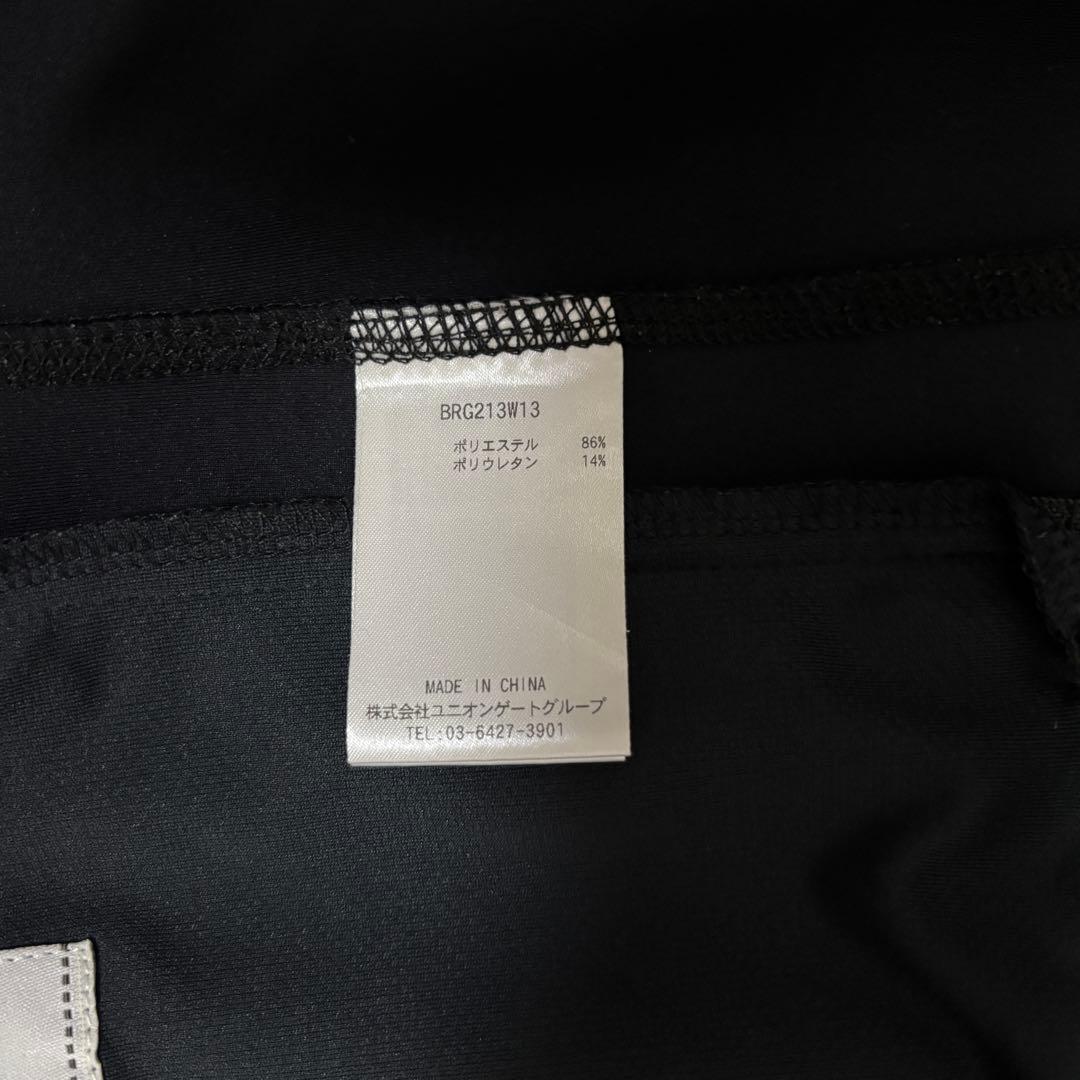 BRG213W13
ポリエステル 86%
ポリウレタン 14%
MADE IN CHINA
株式会社ユニオンゲートグループ
TEL:03-6427-3901